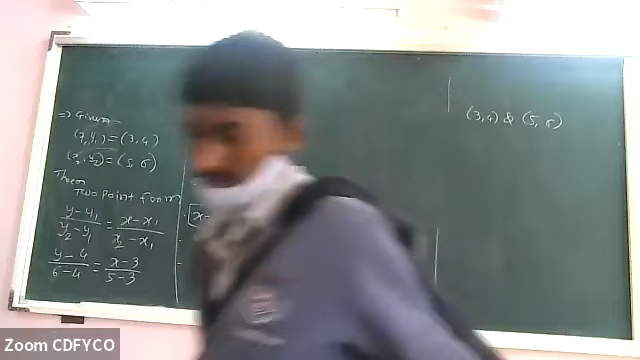 => Given
(x₁, y₁) = (3, 4)
(x₂, y₂) = (5, 6)
Then
Two Point Form
y - y₁ / y₂ - y₁ = x - x₁ / x₂ - x₁
y - 4 / 6 - 4 = x - 3 / 5 - 3
(3, 4) & (5, 6)
Zoom CDFYCO